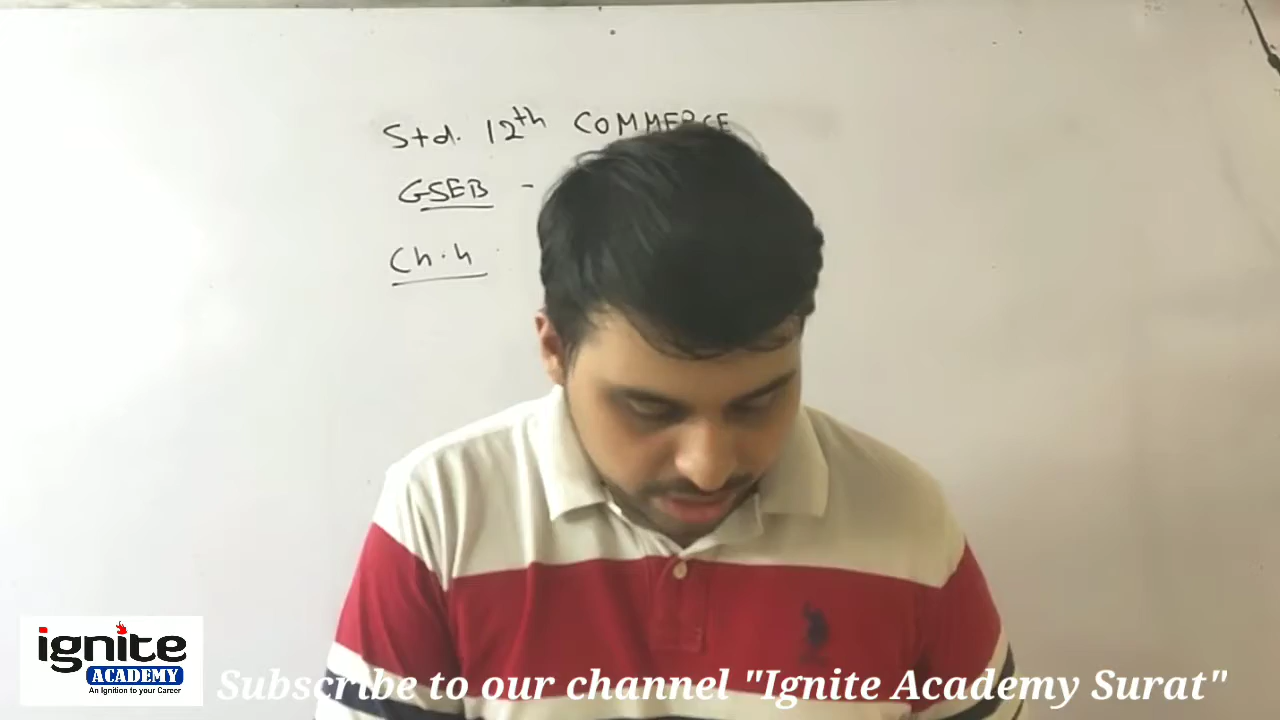 Std. 12th COMMERCE
GSEB -
Ch.4
ignite
ACADEMY
An Ignition to your Career
Subscribe to our channel "Ignite Academy Surat"